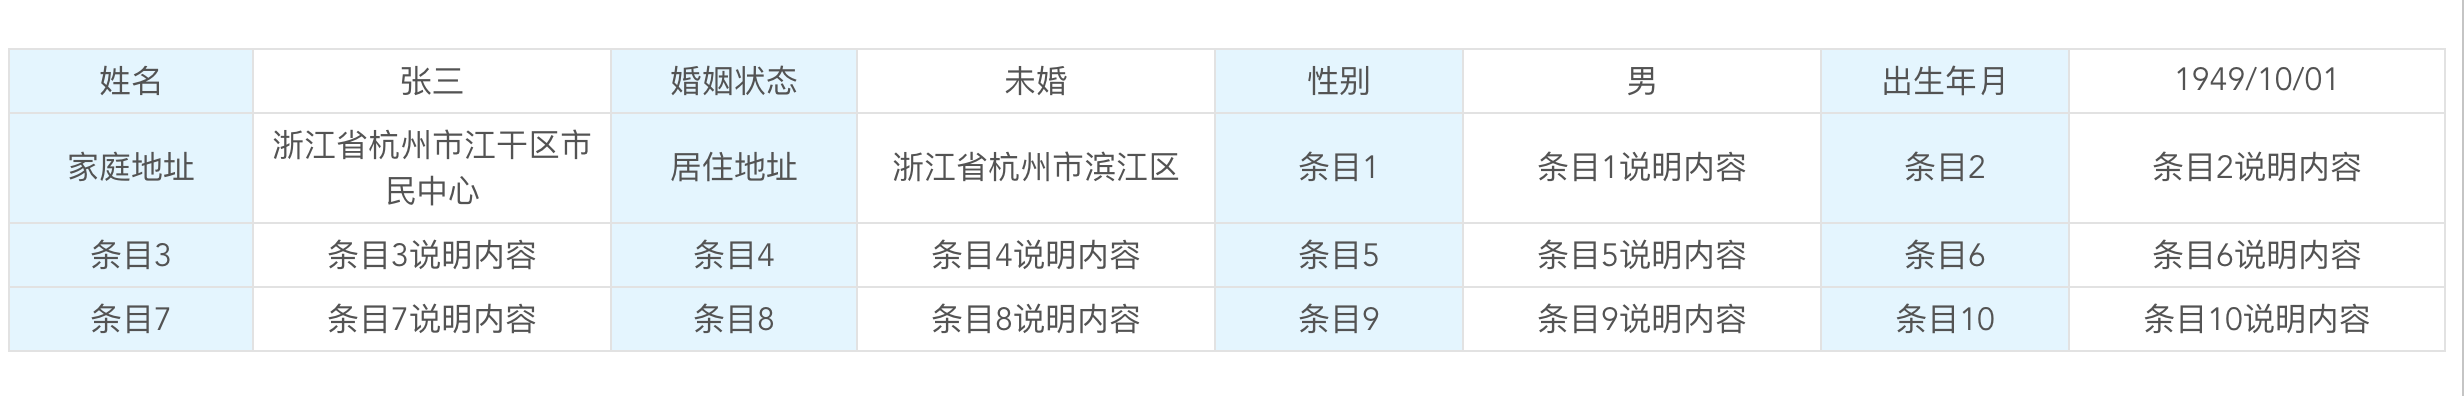 姓名 张三 婚姻状态 未婚 性别 男 出生年月 1949/10/01
家庭地址 浙江省杭州市江干区市
民中心 居住地址 浙江省杭州市滨江区 条目1 条目1说明内容 条目2 条目2说明内容
条目3 条目3说明内容 条目4 条目4说明内容 条目5 条目5说明内容 条目6 条目6说明内容
条目7 条目7说明内容 条目8 条目8说明内容 条目9 条目9说明内容 条目10 条目10说明内容